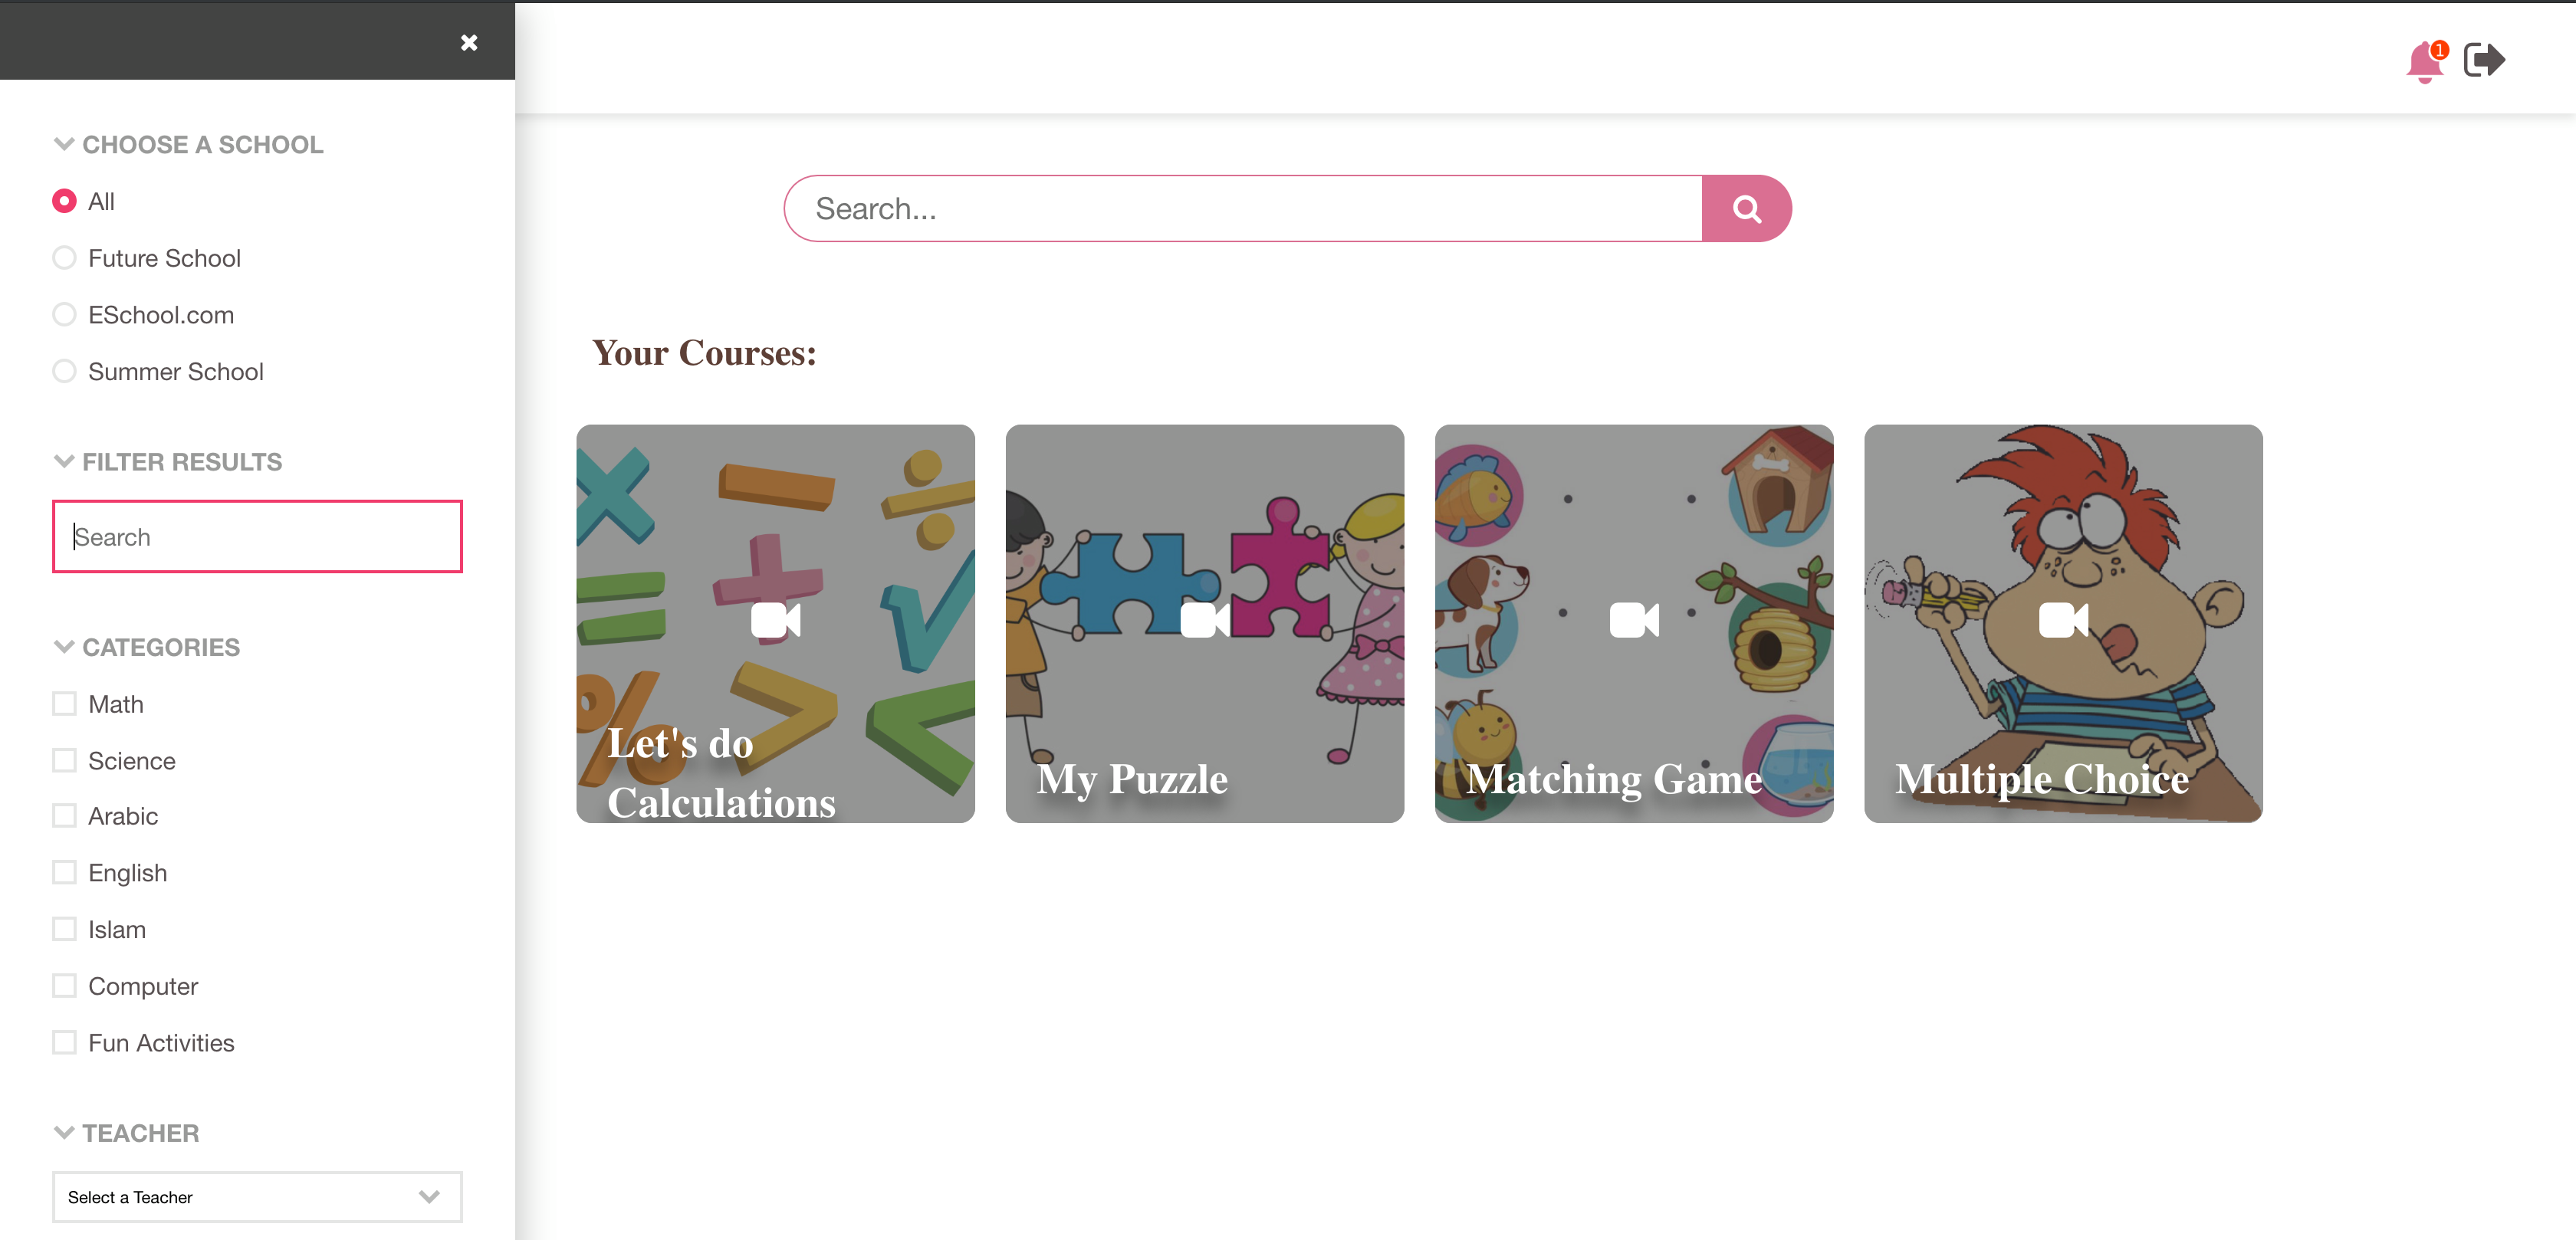 CHOOSE A SCHOOL
All
Future School
ESchool.com
Summer School
FILTER RESULTS
Search
CATEGORIES
Math
Science
Arabic
English
Islam
Computer
Fun Activities
TEACHER
Select a Teacher
1
Search...
Your Courses:
Let's do
Calculations
My Puzzle
Matching Game
Multiple Choice